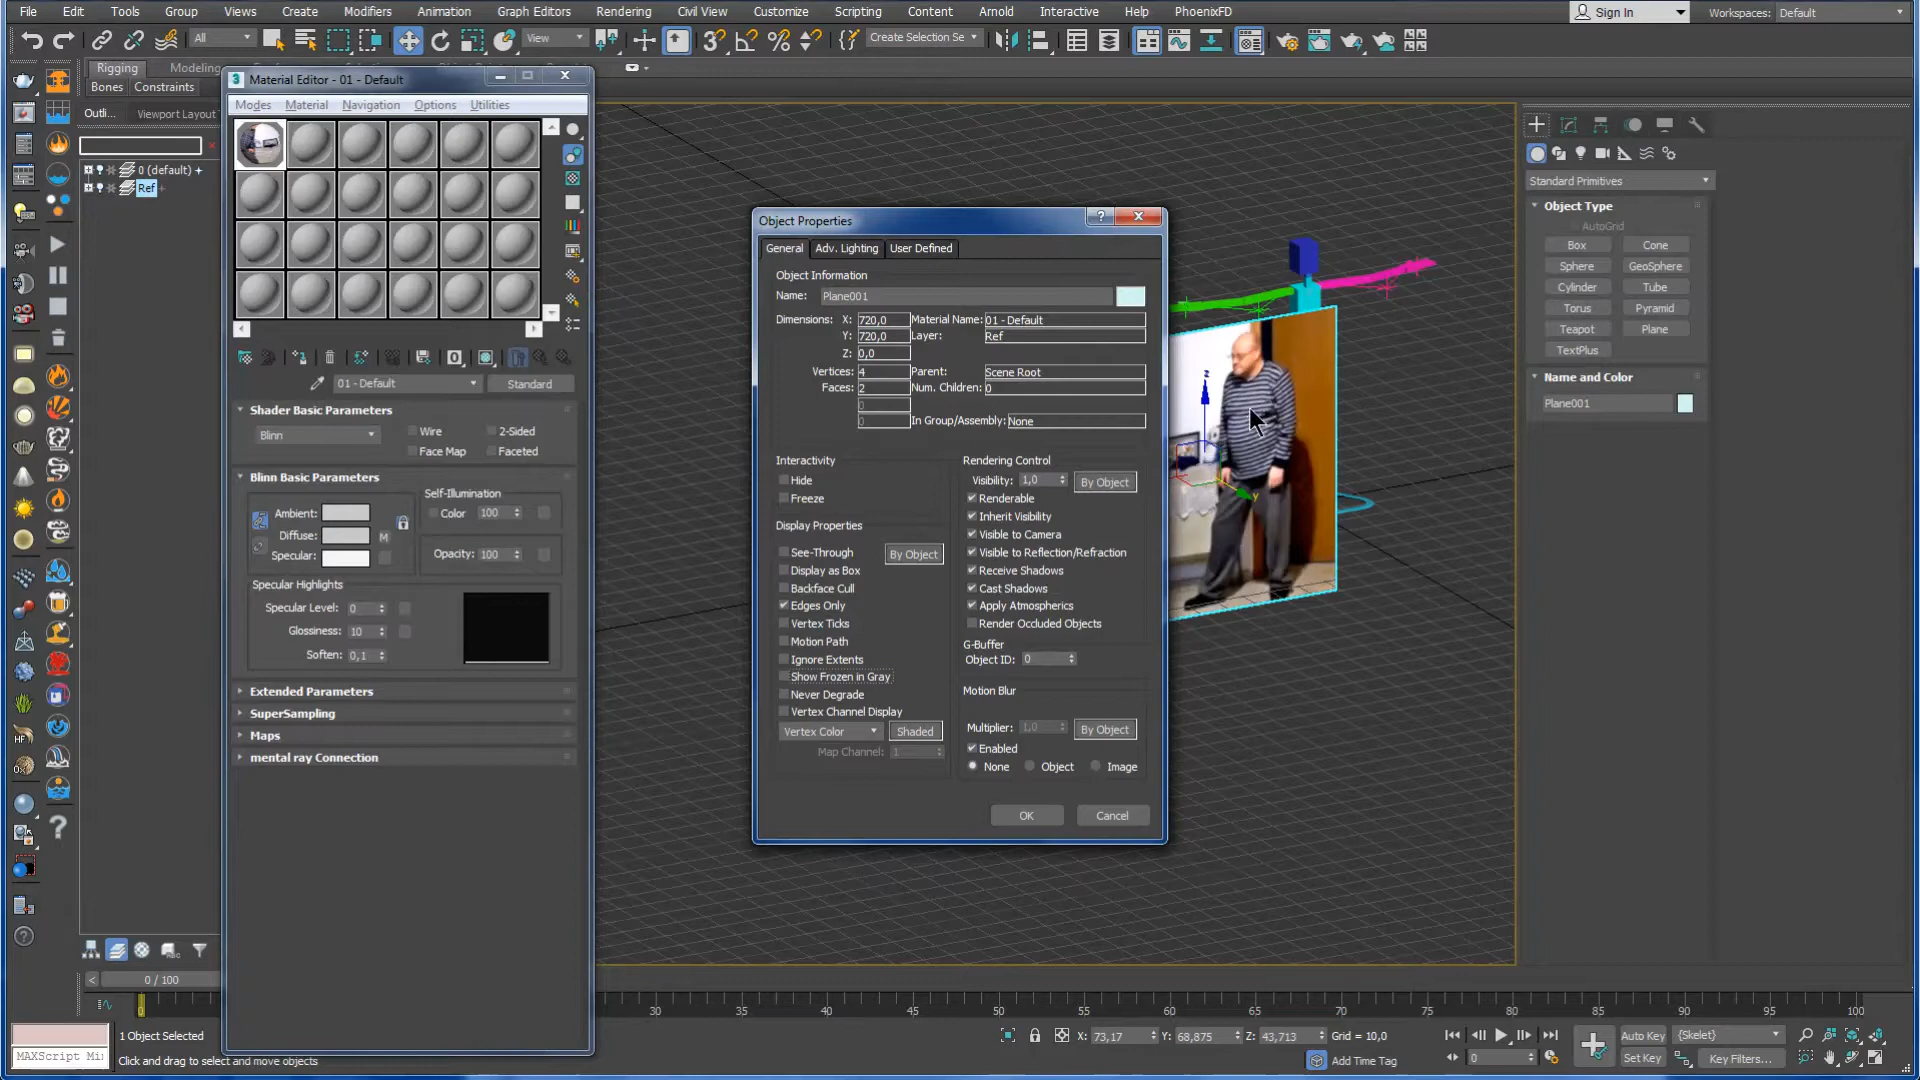 File Edit Tools Group Views Create Modifiers Animation Graph Editors Rendering Civil View Customize Scripting Content Arnold Interactive Help PhoenixFD
Sign In Workspaces: Default
All View Create Selection Se
Rigging Modeling
Bones Constraints
Outli... Viewport Layout
0 (default)
Ref
Material Editor - 01 - Default
Modes Material Navigation Options Utilities
01 - Default Standard
Shader Basic Parameters
Blinn Wire 2-Sided
Face Map Faceted
Blinn Basic Parameters
Self-Illumination
Ambient: Color 100
Diffuse: M
Specular: Opacity: 100
Specular Highlights
Specular Level: 0
Glossiness: 10
Soften: 0,1
Extended Parameters
SuperSampling
Maps
mental ray Connection
Object Properties
General Adv. Lighting User Defined
Object Information
Name: Plane001
Dimensions: X: 720,0 Material Name: 01 - Default
Y: 720,0 Layer: Ref
Z: 0,0
Vertices: 4 Parent: Scene Root
Faces: 2 Num. Children: 0
0
0 In Group/Assembly: None
Interactivity
Hide
Freeze
Display Properties
See-Through By Object
Display as Box
Backface Cull
Edges Only
Vertex Ticks
Motion Path
Ignore Extents
Show Frozen in Gray
Never Degrade
Vertex Channel Display
Vertex Color Shaded
Map Channel: 1
Rendering Control
Visibility: 1,0 By Object
Renderable
Inherit Visibility
Visible to Camera
Visible to Reflection/Refraction
Receive Shadows
Cast Shadows
Apply Atmospherics
Render Occluded Objects
G-Buffer
Object ID: 0
Motion Blur
Multiplier: 1,0 By Object
Enabled
None Object Image
OK Cancel
z
y
Standard Primitives
Object Type
AutoGrid
Box Cone
Sphere GeoSphere
Cylinder Tube
Torus Pyramid
Teapot Plane
TextPlus
Name and Color
Plane001
0 / 100
30 35 40 45 50 55 60 65 70 75 80 85 90 95 100
1 Object Selected
MAXScript Mi
Click and drag to select and move objects
X: 73,17 Y: 68,875 Z: 43,713 Grid = 10,0
Add Time Tag
0
Auto Key {Skelet}
Set Key Key Filters...